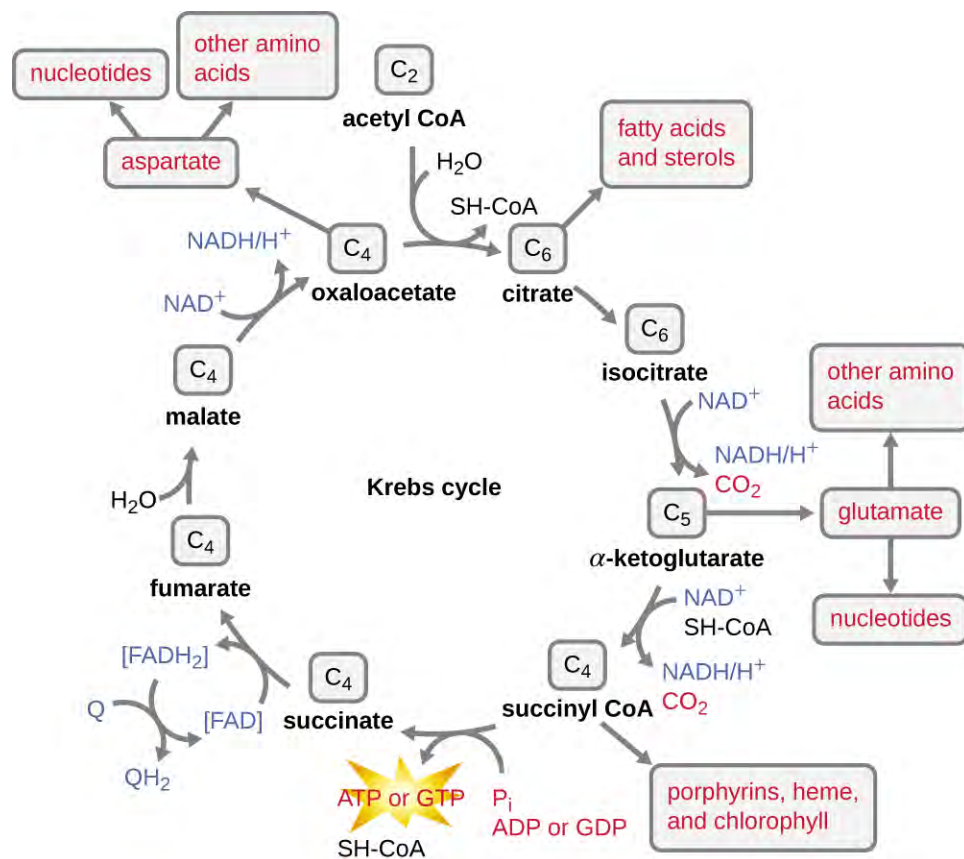 C₂
acetyl CoA
H₂O
SH-CoA
C₆
citrate
fatty acids
and sterols
C₆
isocitrate
NAD⁺
NADH/H⁺
CO₂
C₅
α-ketoglutarate
glutamate
other amino
acids
nucleotides
NAD⁺
SH-CoA
NADH/H⁺
CO₂
C₄
succinyl CoA
porphyrins, heme,
and chlorophyll
Pᵢ
ADP or GDP
ATP or GTP
SH-CoA
C₄
succinate
[FAD]
[FADH₂]
Q
QH₂
C₄
fumarate
H₂O
C₄
malate
NAD⁺
NADH/H⁺
C₄
oxaloacetate
aspartate
nucleotides
other amino
acids
Krebs cycle